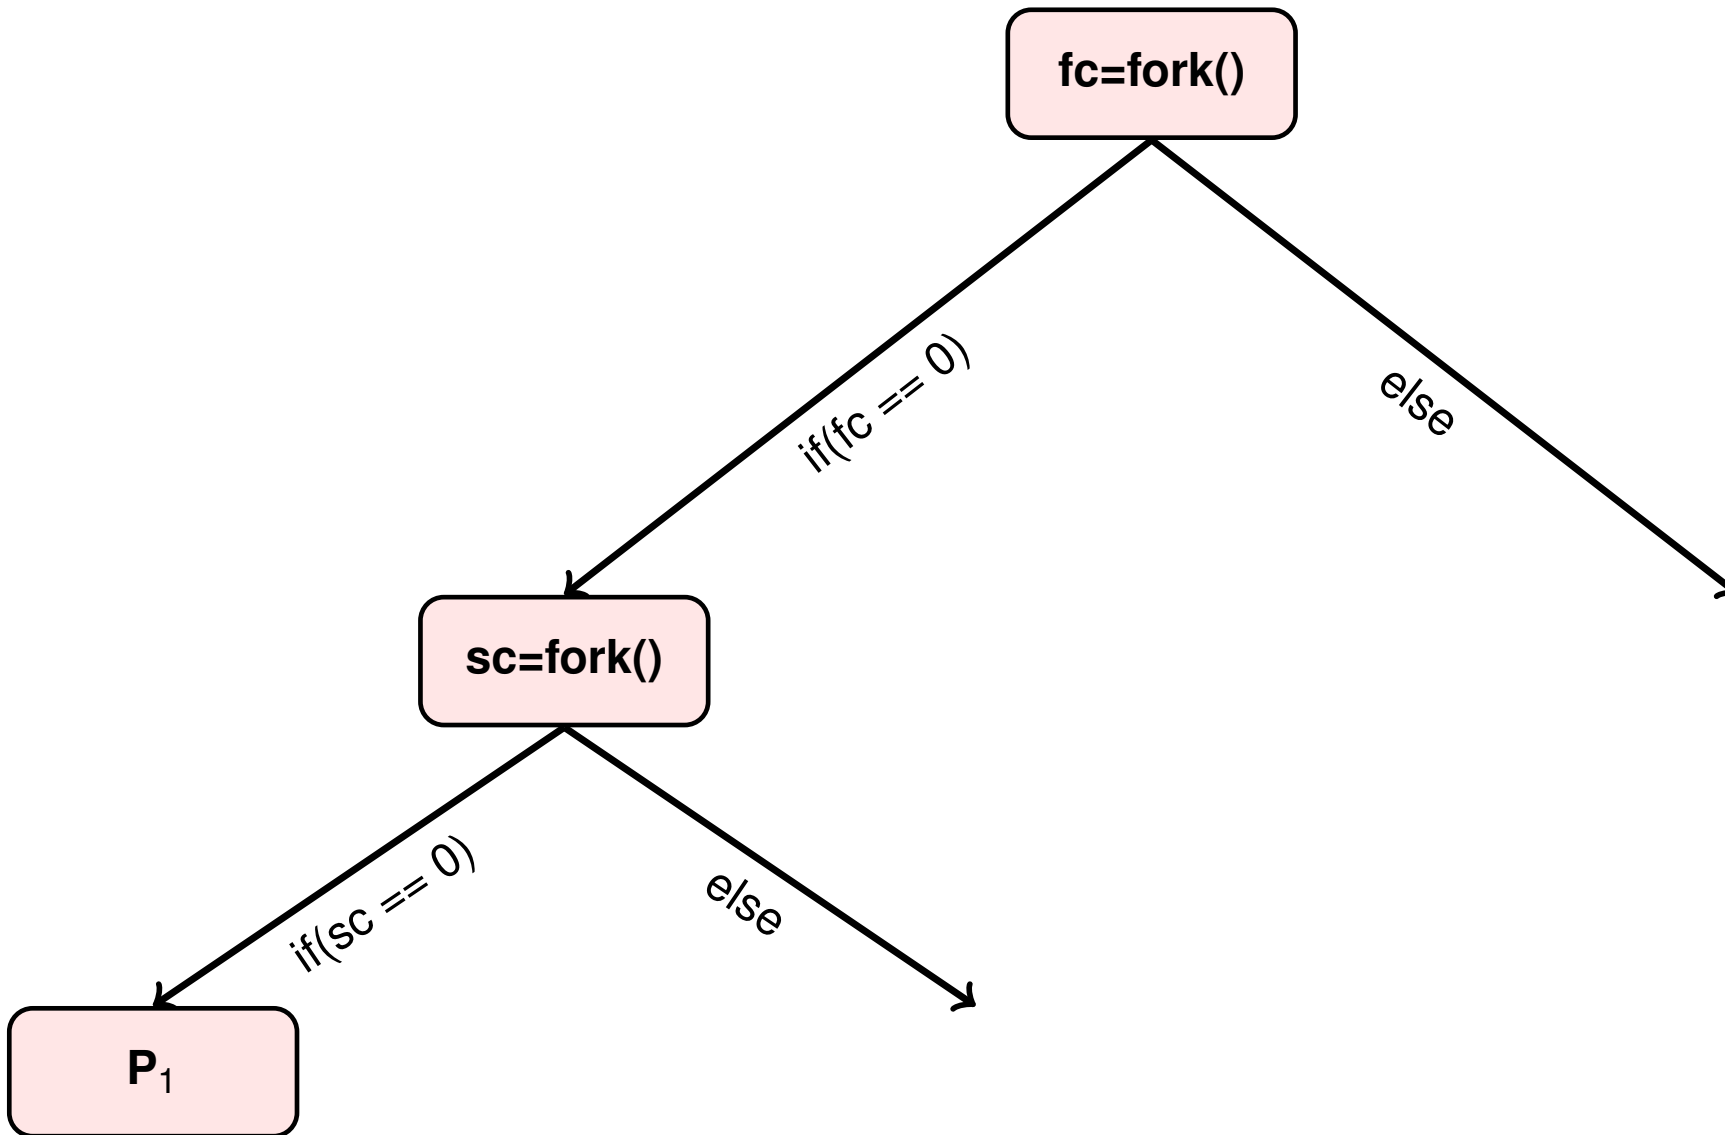 fc=fork()
if(fc == 0)
else
sc=fork()
if(sc == 0)
else
P₁